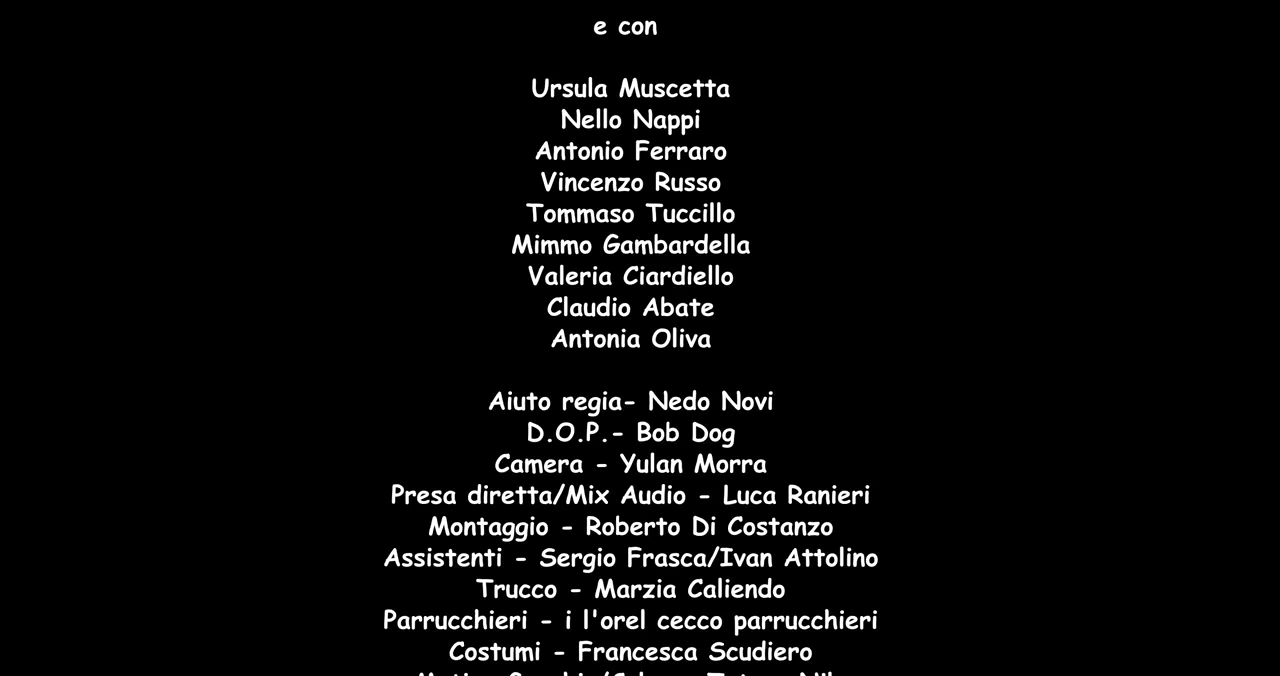 e con
Ursula Muscetta
Nello Nappi
Antonio Ferraro
Vincenzo Russo
Tommaso Tuccillo
Mimmo Gambardella
Valeria Ciardiello
Claudio Abate
Antonia Oliva
Aiuto regia- Nedo Novi
D.O.P.- Bob Dog
Camera - Yulan Morra
Presa diretta/Mix Audio - Luca Ranieri
Montaggio - Roberto Di Costanzo
Assistenti - Sergio Frasca/Ivan Attolino
Trucco - Marzia Caliendo
Parrucchieri - i l'orel cecco parrucchieri
Costumi - Francesca Scudiero